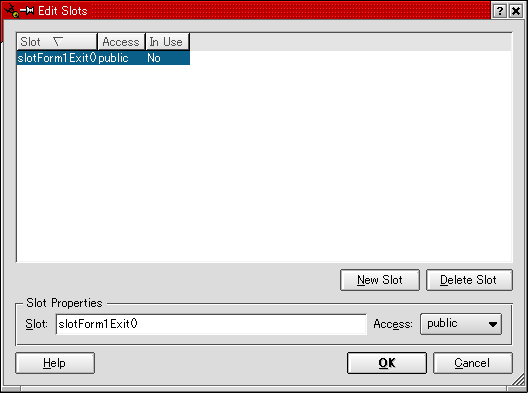 Edit Slots
Slot Access In Use
slotForm1Exit() public No
New Slot Delete Slot
Slot Properties
Slot: slotForm1Exit() Access: public
Help OK Cancel